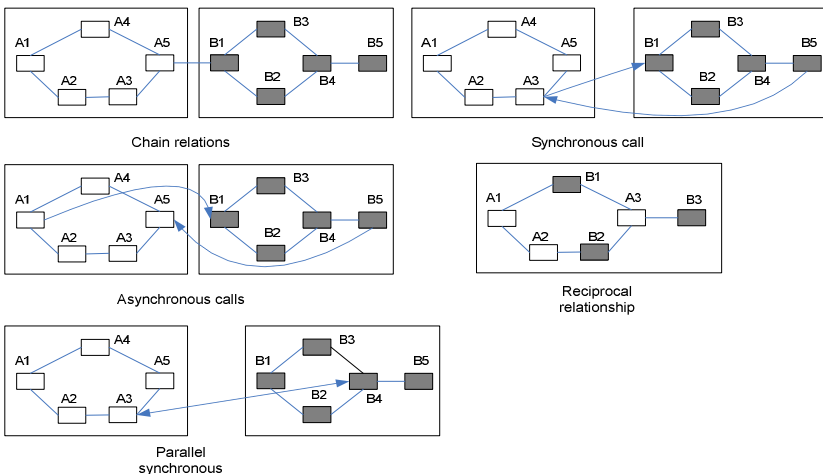 A4
A1
A5
A2
A3
B3
B1
B5
B2
B4
Chain relations
A4
A1
A5
A2
A3
B3
B1
B5
B2
B4
Synchronous call
A4
A1
A5
A2
A3
B3
B1
B5
B2
B4
Asynchronous calls
B1
A1
A3
B3
A2
B2
Reciprocal
relationship
A4
A1
A5
A2
A3
B3
B1
B5
B2
B4
Parallel
synchronous